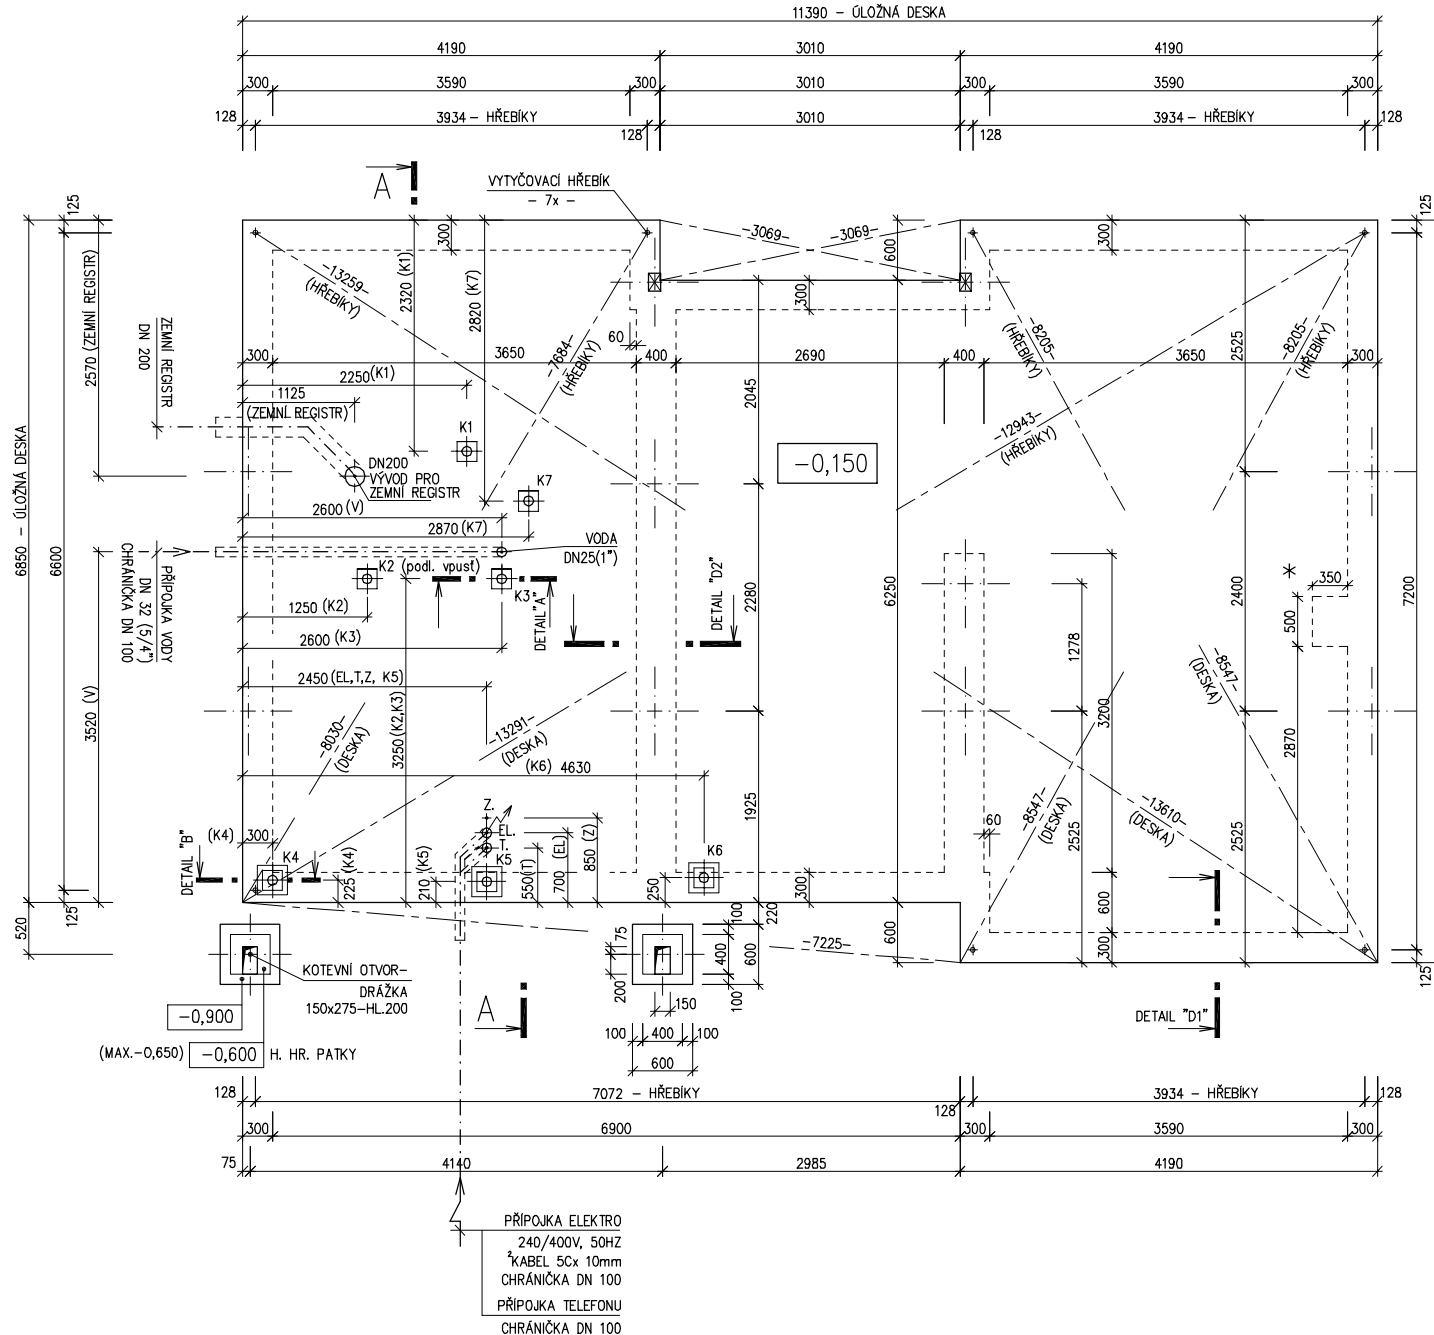 11390 - ÚLOŽNÁ DESKA
4190
3010
4190
300
3590
300
3010
300
3590
300
128
3934 - HŘEBÍKY
128
3010
128
3934 - HŘEBÍKY
128
A
VYTYČOVACÍ HŘEBÍK
- 7x -
125
6850 - ÚLOŽNÁ DESKA
6600
2570 (ZEMNÍ REGISTR)
ZEMNÍ REGISTR
DN 200
300
2320 (K1)
2820 (K7)
-13259-
(HŘEBÍKY)
-7684-
(HŘEBÍKY)
-3069-
-3069-
600
300
300
125
-8205-
(HŘEBÍKY)
2525
-8205-
(HŘEBÍKY)
60
300
3650
400
2690
400
3650
300
2250 (K1)
1125
(ZEMNÍ REGISTR)
2045
-12943-
(HŘEBÍKY)
K1
-0,150
DN200
VÝVOD PRO
ZEMNÍ REGISTR
K7
2600 (V)
2870 (K7)
VODA
DN25(1")
K2 (podl. vpusť)
K3
PŘÍPOJKA VODY
DN 32 (5/4")
CHRÁNIČKA DN 100
3520 (V)
1250 (K2)
2600 (K3)
DETAIL "A"
DETAIL "D2"
2280
6250
1278
2400
*
350
500
7200
2450 (EL,T,Z, K5)
3250 (K2,K3)
-8030-
(DESKA)
-13291-
(DESKA)
(K6) 4630
1925
3200
-8547-
(DESKA)
2870
Z.
EL.
T.
850 (Z)
700 (EL)
550 (T)
-8547-
(DESKA)
60
-13610-
(DESKA)
2525
2525
DETAIL "B"
(K4)
300
K4
225 (K4)
210 (K5)
K5
K6
250
300
600
520
125
100
220
75
400
600
200
100
600
-7225-
300
125
KOTEVNÍ OTVOR-
DRÁŽKA
150x275-HL.200
A
150
-0,900
(MAX.-0,650)
-0,600
H. HR. PATKY
100
400
100
600
DETAIL "D1"
128
7072 - HŘEBÍKY
128
3934 - HŘEBÍKY
128
300
6900
300
3590
300
75
4140
2985
4190
PŘÍPOJKA ELEKTRO
240/400V, 50HZ
²KABEL 5Cx 10mm
CHRÁNIČKA DN 100
PŘÍPOJKA TELEFONU
CHRÁNIČKA DN 100